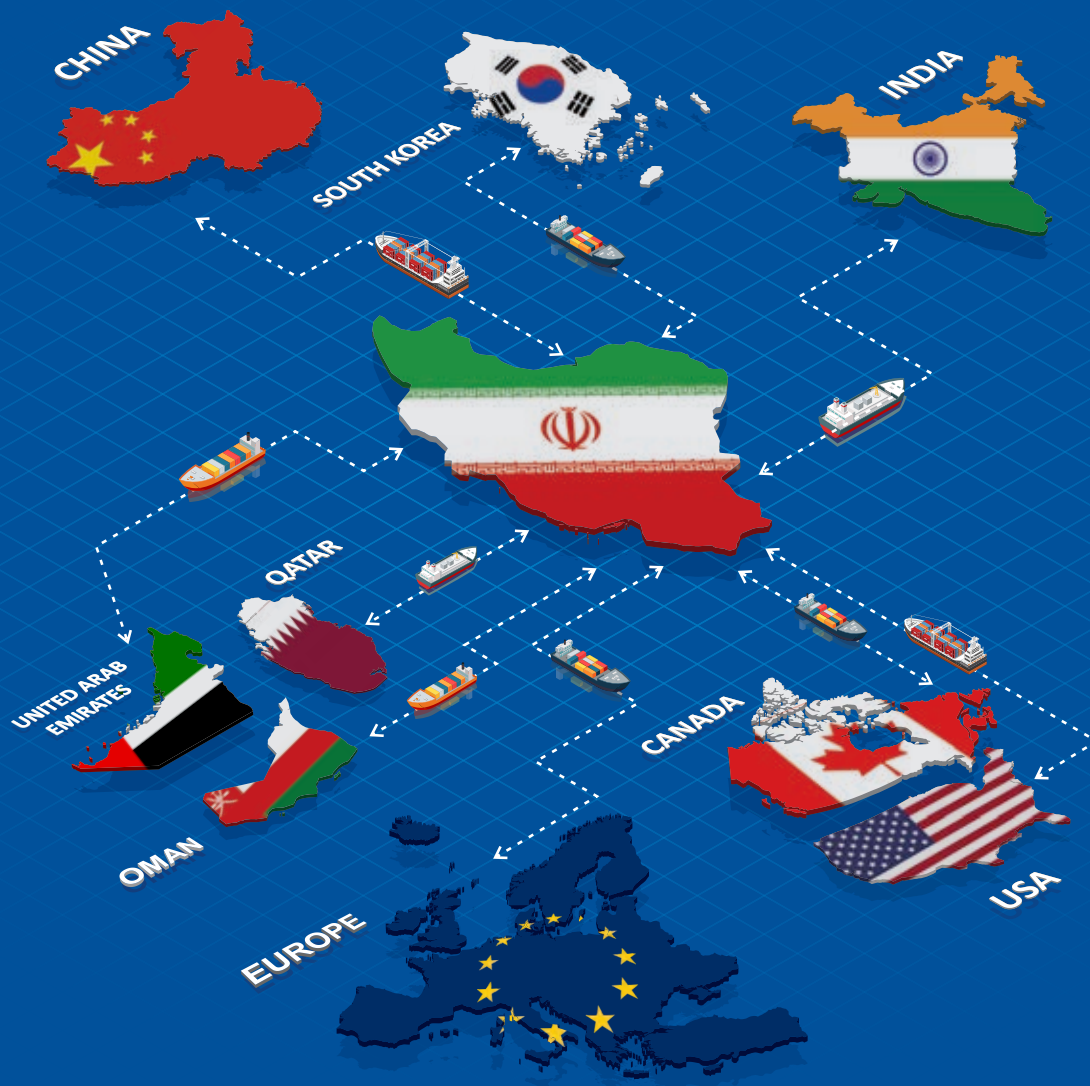 CHINA
SOUTH KOREA
INDIA
QATAR
UNITED ARAB
EMIRATES
CANADA
OMAN
USA
EUROPE